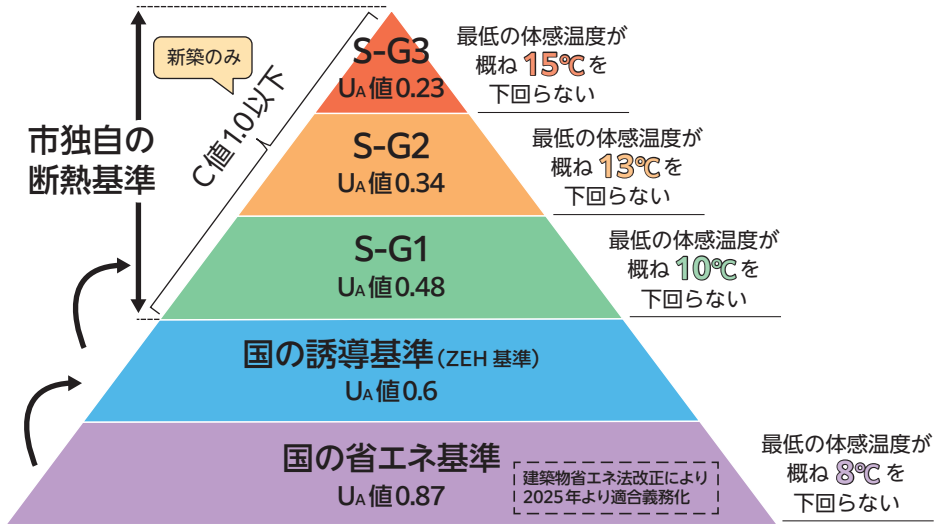 新築のみ
C値1.0以下
市独自の
断熱基準
S-G3
UA値0.23
最低の体感温度が
概ね15℃を
下回らない
S-G2
UA値0.34
最低の体感温度が
概ね13℃を
下回らない
S-G1
UA値0.48
最低の体感温度が
概ね10℃を
下回らない
国の誘導基準(ZEH 基準)
UA値0.6
国の省エネ基準
UA値0.87
建築物省エネ法改正により
2025年より適合義務化
最低の体感温度が
概ね8℃を
下回らない